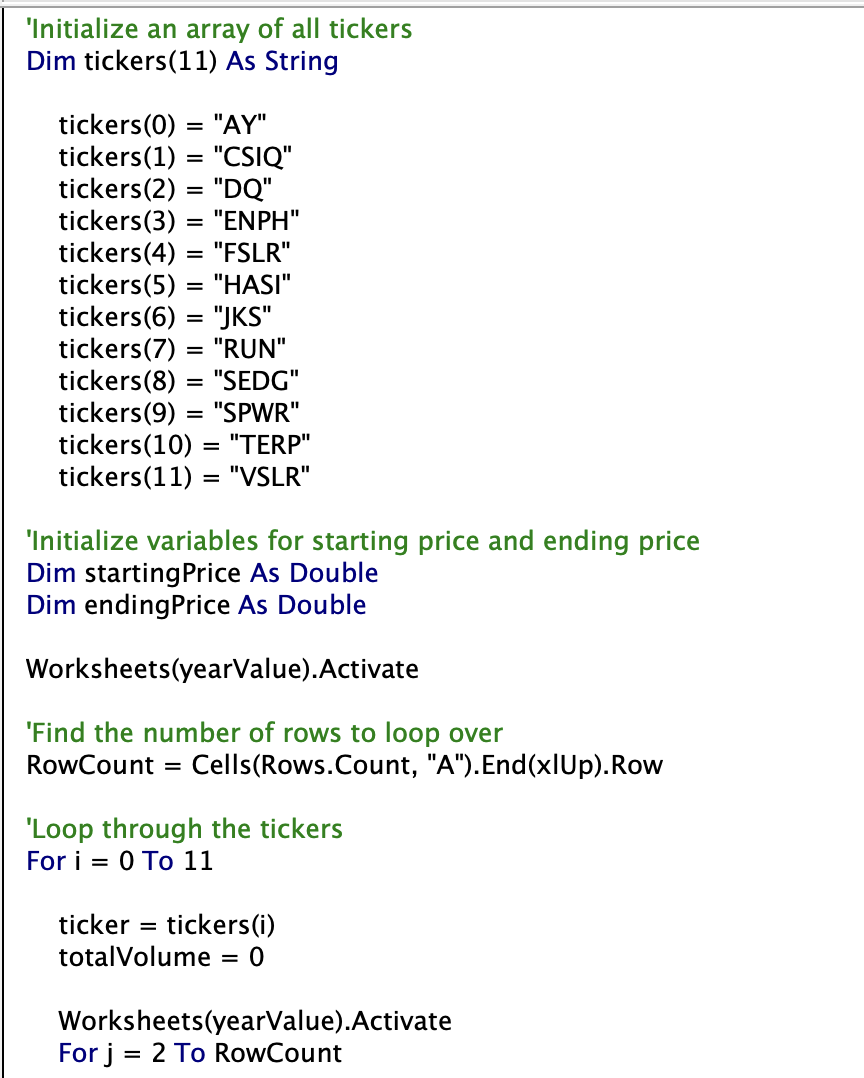 'Initialize an array of all tickers
Dim tickers(11) As String
tickers(0) = "AY"
tickers(1) = "CSIQ"
tickers(2) = "DQ"
tickers(3) = "ENPH"
tickers(4) = "FSLR"
tickers(5) = "HASI"
tickers(6) = "JKS"
tickers(7) = "RUN"
tickers(8) = "SEDG"
tickers(9) = "SPWR"
tickers(10) = "TERP"
tickers(11) = "VSLR"
'Initialize variables for starting price and ending price
Dim startingPrice As Double
Dim endingPrice As Double
Worksheets(yearValue).Activate
'Find the number of rows to loop over
RowCount = Cells(Rows.Count, "A").End(xlUp).Row
'Loop through the tickers
For i = 0 To 11
ticker = tickers(i)
totalVolume = 0
Worksheets(yearValue).Activate
For j = 2 To RowCount